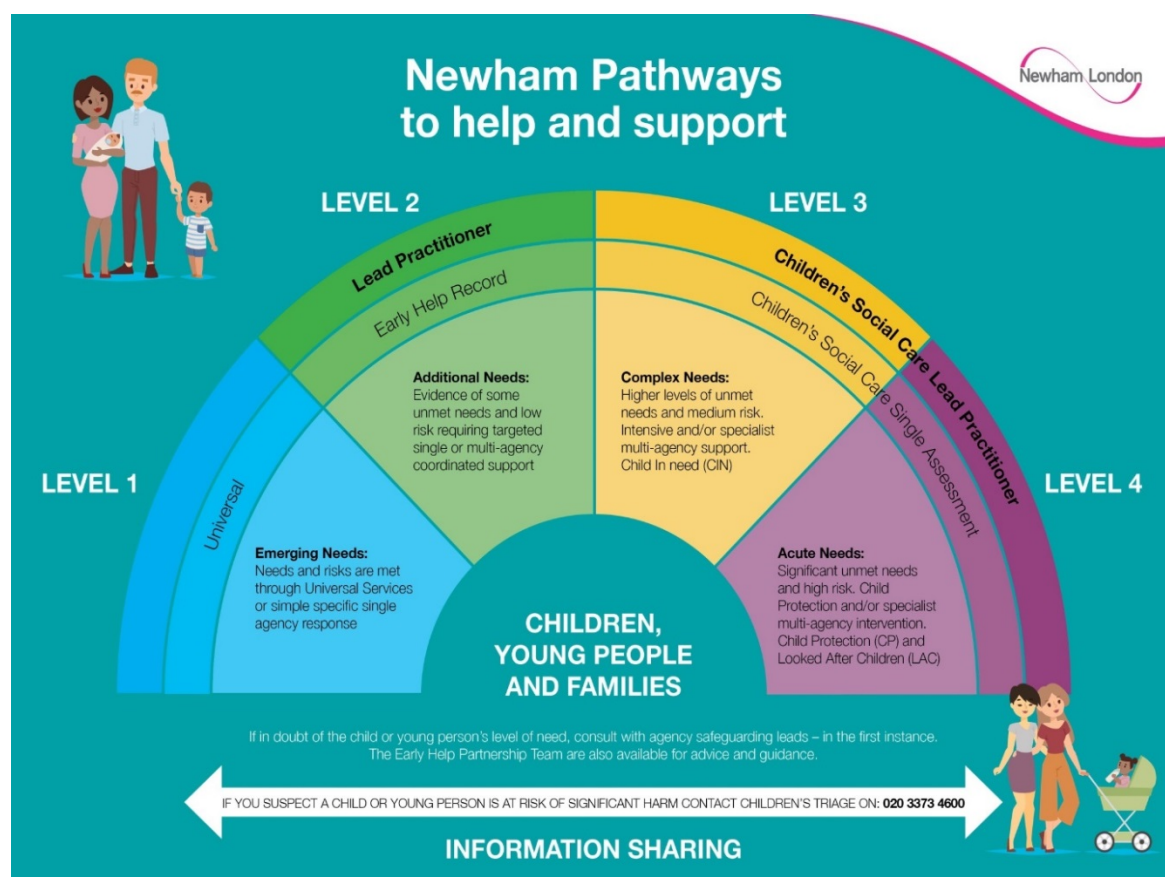 Newham Pathways
to help and support
Newham London
LEVEL 1
LEVEL 2
LEVEL 3
LEVEL 4
Lead Practitioner
Early Help Record
Universal
Children's Social Care Lead Practitioner
Children's Social Care Single Assessment
Emerging Needs:
Needs and risks are met
through Universal Services
or simple specific single
agency response
Additional Needs:
Evidence of some
unmet needs and low
risk requiring targeted
single or multi-agency
coordinated support
Complex Needs:
Higher levels of unmet
needs and medium risk.
Intensive and/or specialist
multi-agency support.
Child In need (CIN)
Acute Needs:
Significant unmet needs
and high risk. Child
Protection and/or specialist
multi-agency intervention.
Child Protection (CP) and
Looked After Children (LAC)
CHILDREN,
YOUNG PEOPLE
AND FAMILIES
If in doubt of the child or young person's level of need, consult with agency safeguarding leads – in the first instance.
The Early Help Partnership Team are also available for advice and guidance.
IF YOU SUSPECT A CHILD OR YOUNG PERSON IS AT RISK OF SIGNIFICANT HARM CONTACT CHILDREN'S TRIAGE ON: 020 3373 4600
INFORMATION SHARING